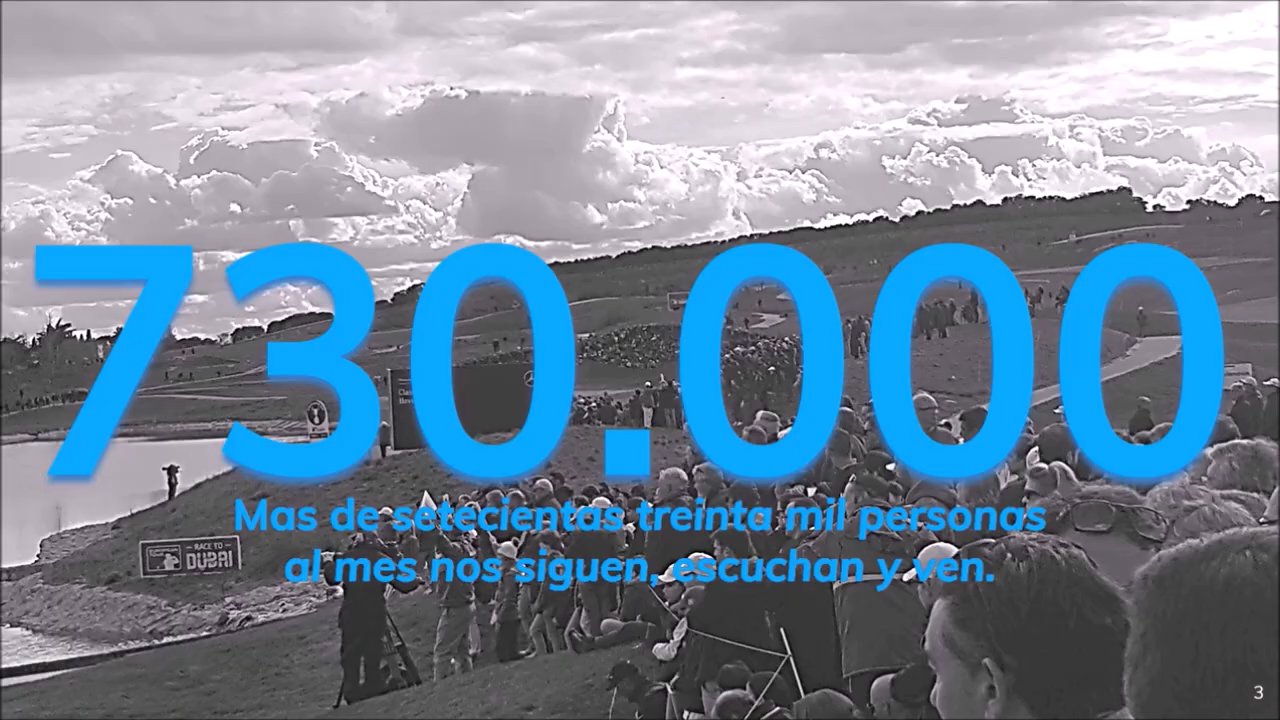 730.000
Mas de setecientas treinta mil personas
al mes nos siguen, escuchan y ven.
RACE TO
DUBAI
3